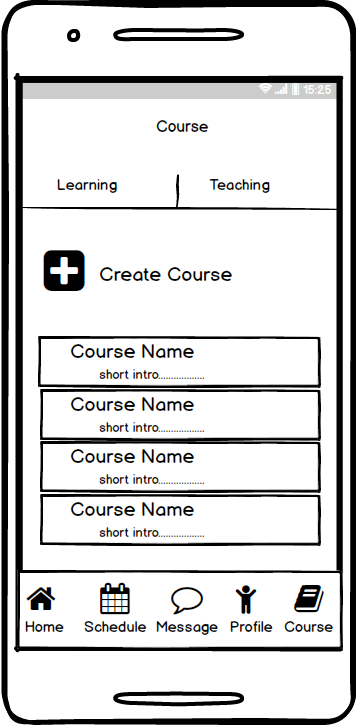 15:25
Course
Learning Teaching
Create Course
Course Name
short intro..................
Course Name
short intro..................
Course Name
short intro..................
Course Name
short intro..................
Home Schedule Message Profile Course